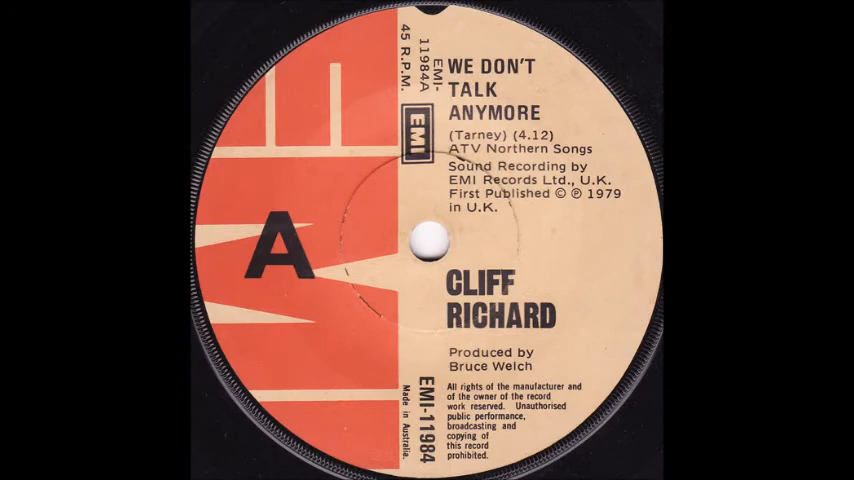 EMI
A
45 R.P.M.
EMI-
11984A
EMI
WE DON'T
TALK
ANYMORE
(Tarney) (4.12)
ATV Northern Songs
Sound Recording by
EMI Records Ltd., U.K.
First Published © ℗ 1979
in U.K.
CLIFF
RICHARD
Produced by
Bruce Welch
All rights of the manufacturer and
of the owner of the record
work reserved. Unauthorised
public performance,
broadcasting and
copying of
this record
prohibited.
EMI-11984
Made in Australia.